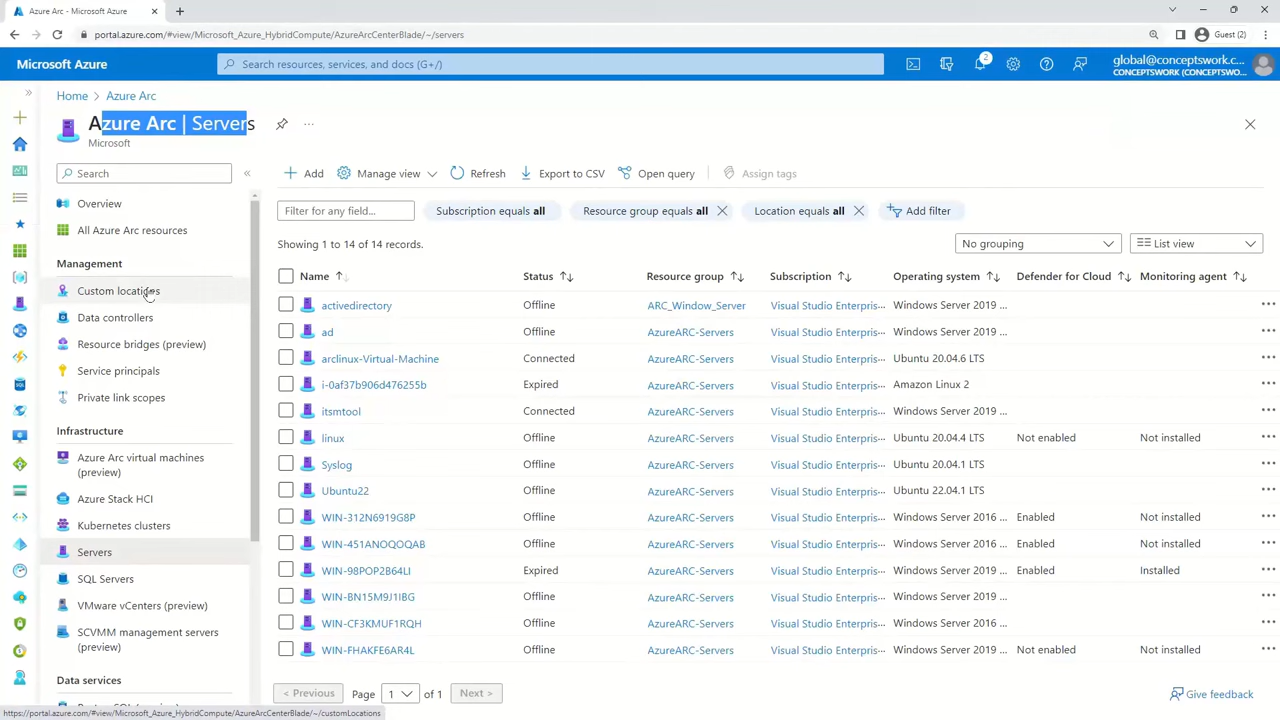 Azure Arc - Microsoft Azure
portal.azure.com/#view/Microsoft_Azure_HybridCompute/AzureArcCenterBlade/~/servers
Guest (2)
Microsoft Azure
Search resources, services, and docs (G+/)
2
global@conceptswork.c...
CONCEPTSWORK (CONCEPTSWO...
Home > Azure Arc
Azure Arc | Servers
Microsoft
Search
Add
Manage view
Refresh
Export to CSV
Open query
Assign tags
Overview
All Azure Arc resources
Management
Custom locations
Data controllers
Resource bridges (preview)
Service principals
Private link scopes
Infrastructure
Azure Arc virtual machines
(preview)
Azure Stack HCI
Kubernetes clusters
Servers
SQL Servers
VMware vCenters (preview)
SCVMM management servers
(preview)
Data services
Filter for any field...
Subscription equals all
Resource group equals all
Location equals all
Add filter
Showing 1 to 14 of 14 records.
No grouping
List view
Name Status Resource group Subscription Operating system Defender for Cloud Monitoring agent
activedirectory Offline ARC_Window_Server Visual Studio Enterpris... Windows Server 2019 ...
ad Offline AzureARC-Servers Visual Studio Enterpris... Windows Server 2019 ...
arclinux-Virtual-Machine Connected AzureARC-Servers Visual Studio Enterpris... Ubuntu 20.04.6 LTS
i-0af37b906d476255b Expired AzureARC-Servers Visual Studio Enterpris... Amazon Linux 2
itsmtool Connected AzureARC-Servers Visual Studio Enterpris... Windows Server 2019 ...
linux Offline AzureARC-Servers Visual Studio Enterpris... Ubuntu 20.04.4 LTS Not enabled Not installed
Syslog Offline AzureARC-Servers Visual Studio Enterpris... Ubuntu 20.04.1 LTS
Ubuntu22 Offline AzureARC-Servers Visual Studio Enterpris... Ubuntu 22.04.1 LTS
WIN-312N6919G8P Offline AzureARC-Servers Visual Studio Enterpris... Windows Server 2016 ... Enabled Not installed
WIN-451ANOQOQAB Offline AzureARC-Servers Visual Studio Enterpris... Windows Server 2016 ... Enabled Not installed
WIN-98POP2B64LI Expired AzureARC-Servers Visual Studio Enterpris... Windows Server 2019 ... Enabled Installed
WIN-BN15M9J1IBG Offline AzureARC-Servers Visual Studio Enterpris... Windows Server 2019 ...
WIN-CF3KMUF1RQH Offline AzureARC-Servers Visual Studio Enterpris... Windows Server 2016 ...
WIN-FHAKFE6AR4L Offline AzureARC-Servers Visual Studio Enterpris... Windows Server 2019 ... Not enabled Not installed
< Previous Page 1 of 1 Next >
Give feedback
https://portal.azure.com/#view/Microsoft_Azure_HybridCompute/AzureArcCenterBlade/~/customLocations